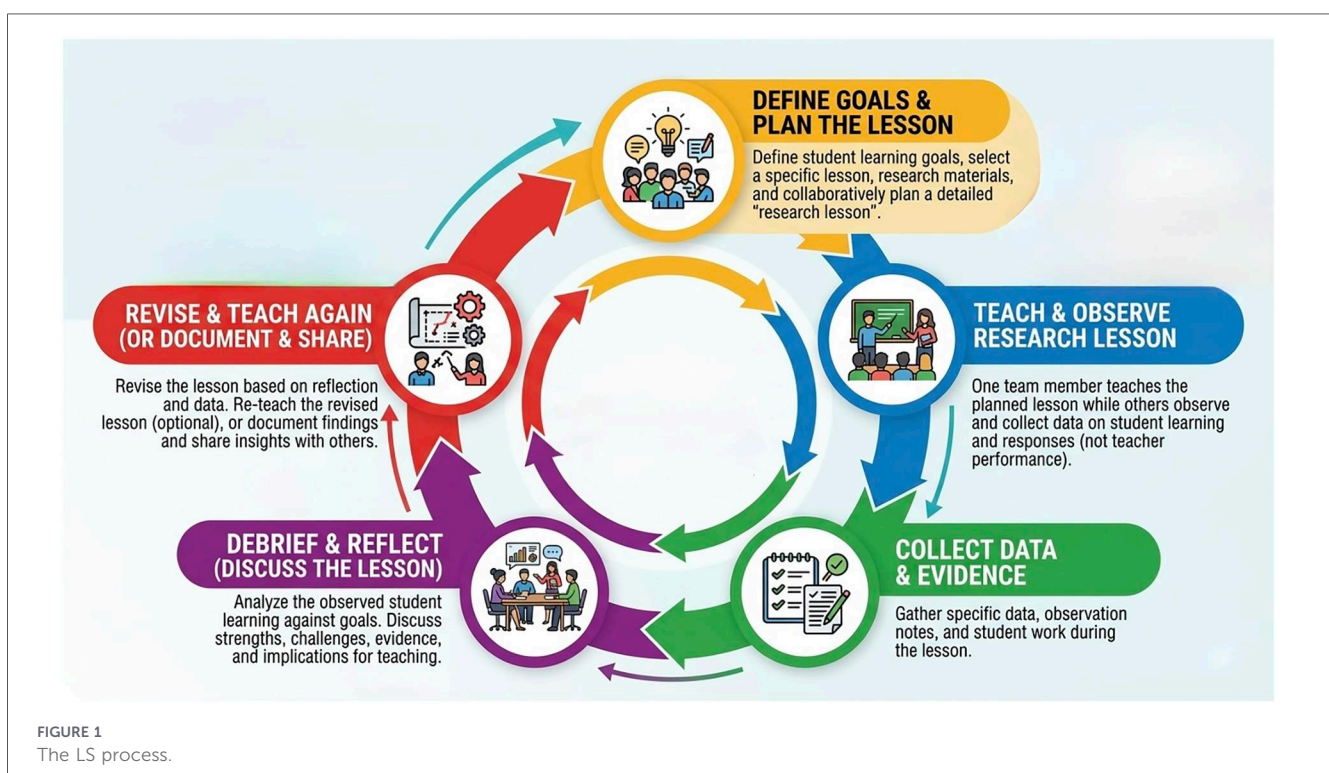 DEFINE GOALS &
PLAN THE LESSON
Define student learning goals, select
a specific lesson, research materials,
and collaboratively plan a detailed
“research lesson”.
TEACH & OBSERVE
RESEARCH LESSON
One team member teaches the
planned lesson while others observe
and collect data on student learning
and responses (not teacher
performance).
COLLECT DATA
& EVIDENCE
Gather specific data, observation
notes, and student work during
the lesson.
DEBRIEF & REFLECT
(DISCUSS THE LESSON)
Analyze the observed student
learning against goals. Discuss
strengths, challenges, evidence,
and implications for teaching.
REVISE & TEACH AGAIN
(OR DOCUMENT & SHARE)
Revise the lesson based on reflection
and data. Re-teach the revised
lesson (optional), or document findings
and share insights with others.
FIGURE 1
The LS process.